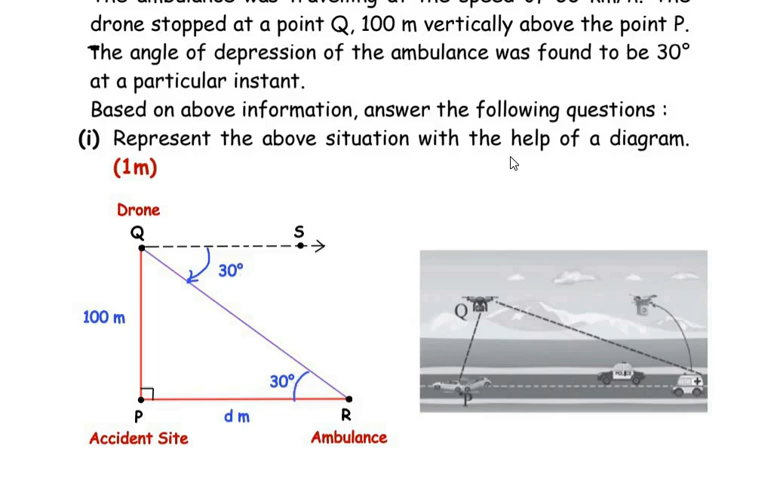 drone stopped at a point Q, 100 m vertically above the point P.
The angle of depression of the ambulance was found to be 30°
at a particular instant.
Based on above information, answer the following questions :
(i) Represent the above situation with the help of a diagram.
(1m)
Drone
Q
S
30°
100 m
30°
P
d m
R
Accident Site
Ambulance
Q
POLICE
P